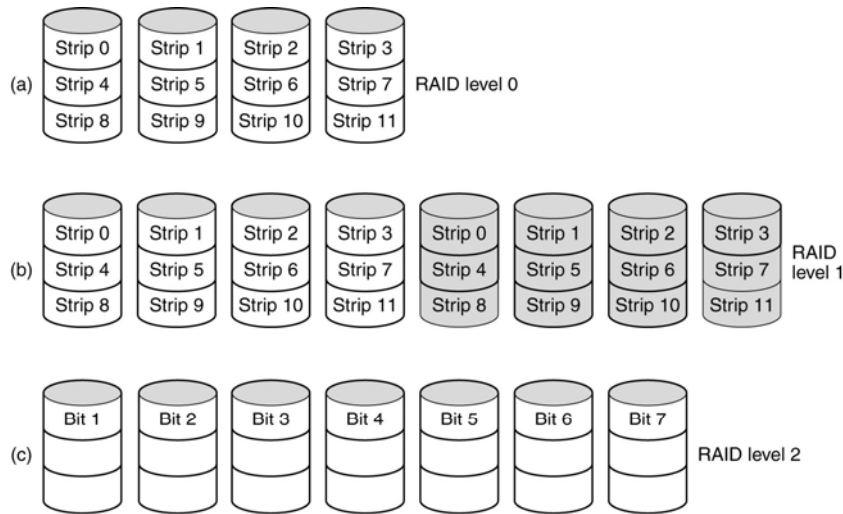 Strip 0 Strip 1 Strip 2 Strip 3
(a) Strip 4 Strip 5 Strip 6 Strip 7 RAID level 0
Strip 8 Strip 9 Strip 10 Strip 11
Strip 0 Strip 1 Strip 2 Strip 3 Strip 0 Strip 1 Strip 2 Strip 3
RAID
(b) Strip 4 Strip 5 Strip 6 Strip 7 Strip 4 Strip 5 Strip 6 Strip 7
level 1
Strip 8 Strip 9 Strip 10 Strip 11 Strip 8 Strip 9 Strip 10 Strip 11
Bit 1 Bit 2 Bit 3 Bit 4 Bit 5 Bit 6 Bit 7
(c) RAID level 2